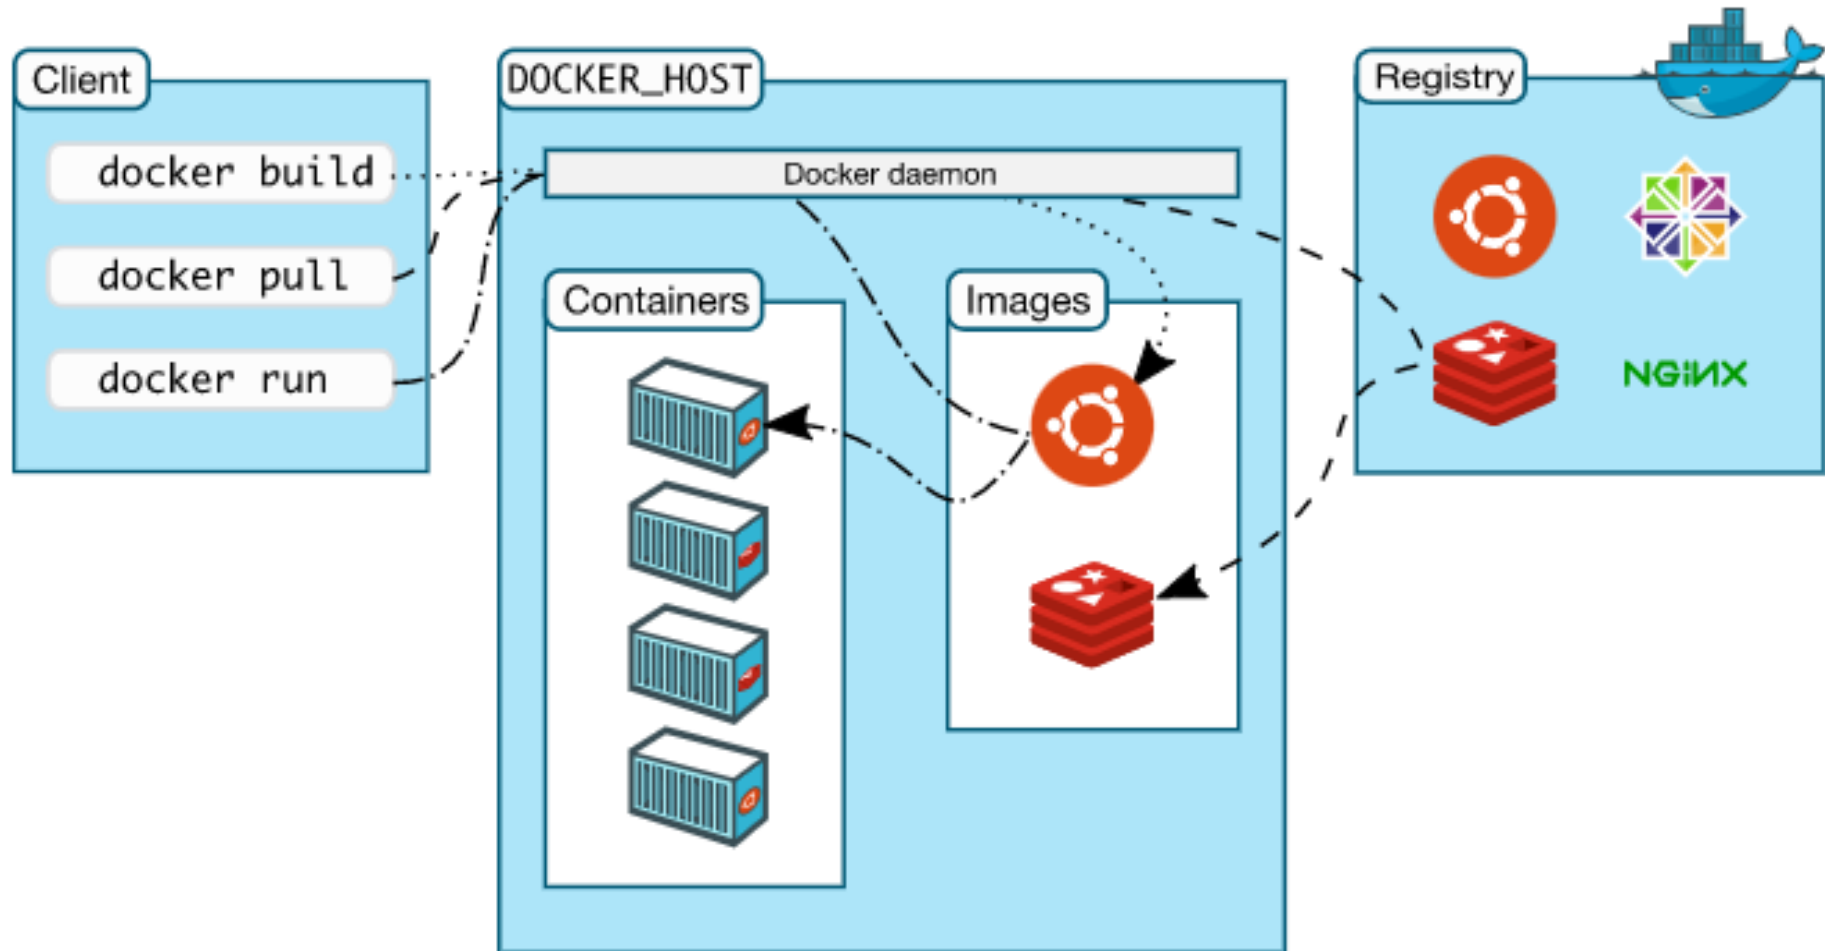 Client
docker build
docker pull
docker run
DOCKER_HOST
Docker daemon
Containers
Images
Registry
NGiNX